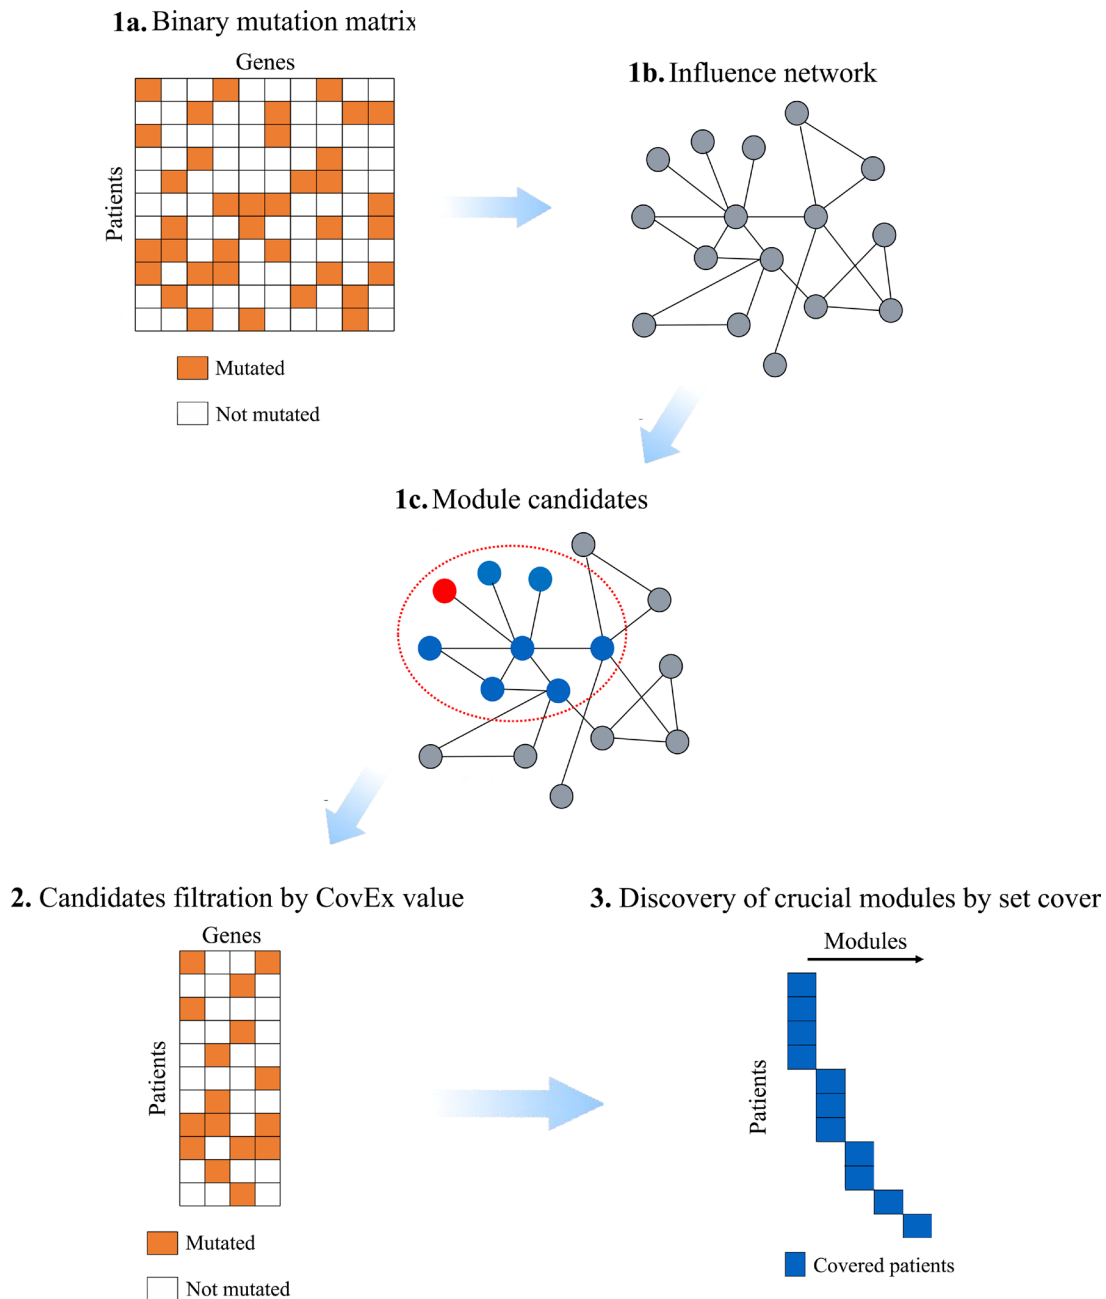 1a. Binary mutation matrix
Genes
Patients
Mutated
Not mutated
1b. Influence network
1c. Module candidates
2. Candidates filtration by CovEx value
Genes
Patients
Mutated
Not mutated
3. Discovery of crucial modules by set cover
Modules
Patients
Covered patients